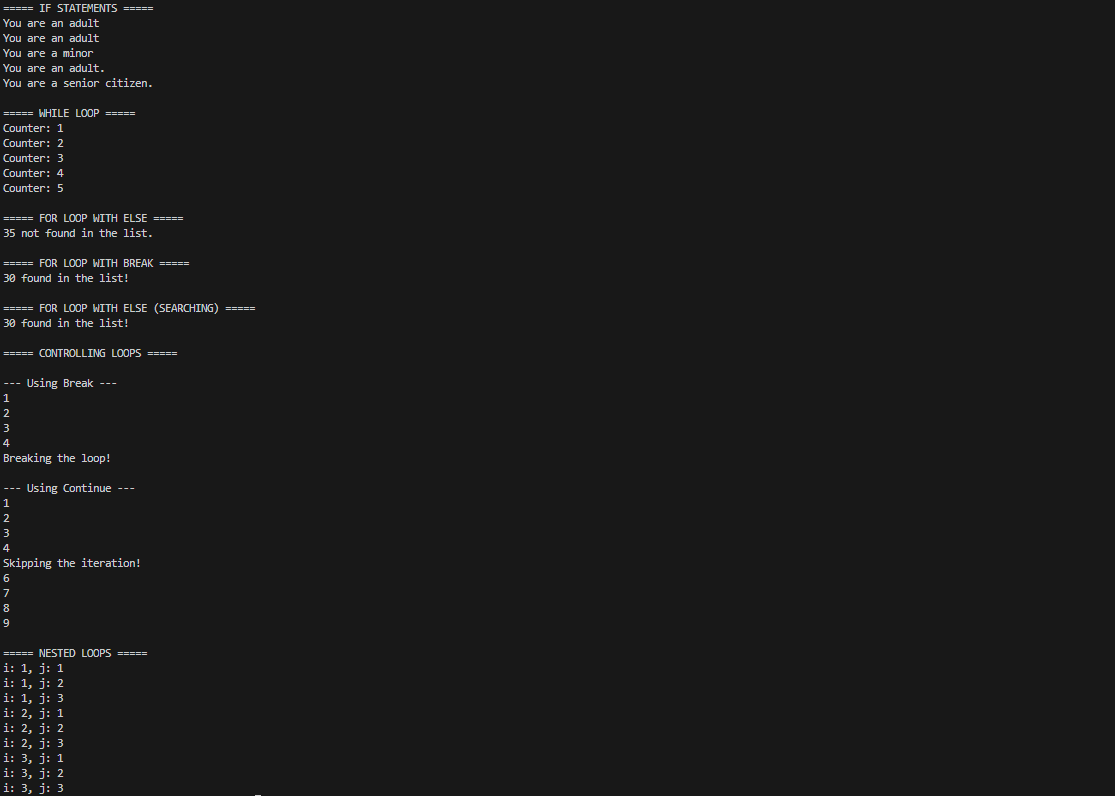 ===== IF STATEMENTS =====
You are an adult
You are an adult
You are a minor
You are an adult.
You are a senior citizen.
===== WHILE LOOP =====
Counter: 1
Counter: 2
Counter: 3
Counter: 4
Counter: 5
===== FOR LOOP WITH ELSE =====
35 not found in the list.
===== FOR LOOP WITH BREAK =====
30 found in the list!
===== FOR LOOP WITH ELSE (SEARCHING) =====
30 found in the list!
===== CONTROLLING LOOPS =====
--- Using Break ---
1
2
3
4
Breaking the loop!
--- Using Continue ---
1
2
3
4
Skipping the iteration!
6
7
8
9
===== NESTED LOOPS =====
i: 1, j: 1
i: 1, j: 2
i: 1, j: 3
i: 2, j: 1
i: 2, j: 2
i: 2, j: 3
i: 3, j: 1
i: 3, j: 2
i: 3, j: 3